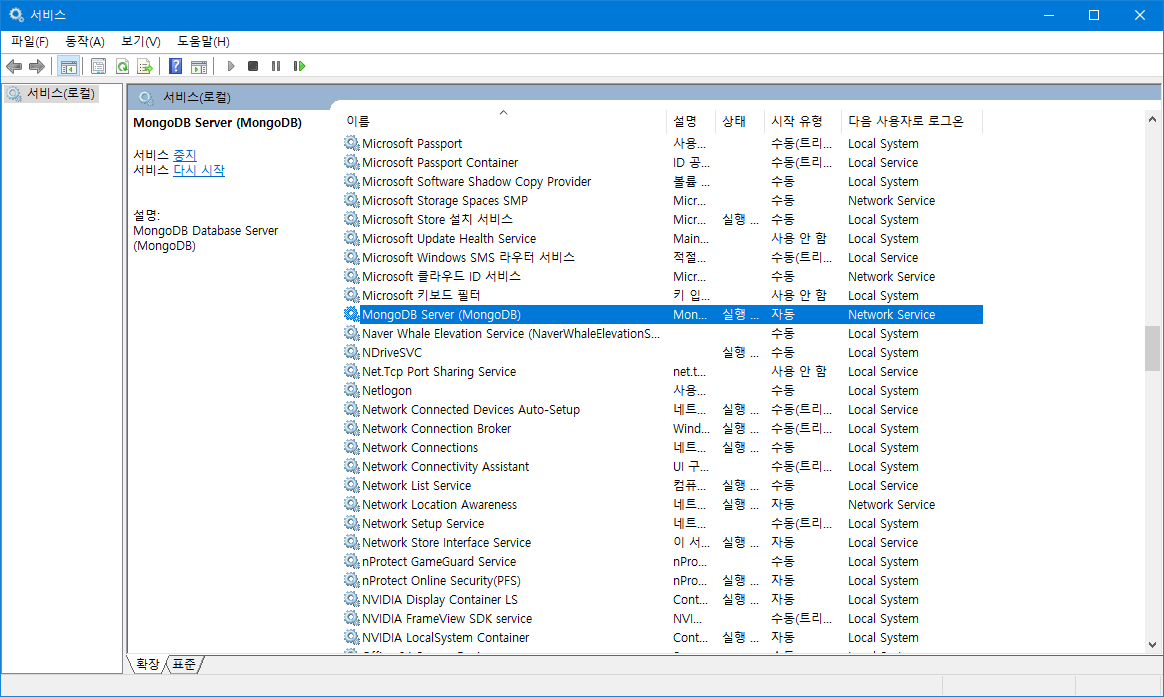 서비스
파일(F) 동작(A) 보기(V) 도움말(H)
서비스(로컬)
서비스(로컬)
MongoDB Server (MongoDB)
서비스 중지
서비스 다시 시작
설명:
MongoDB Database Server
(MongoDB)
이름 설명 상태 시작 유형 다음 사용자로 로그온
Microsoft Passport 사용... 수동(트리... Local System
Microsoft Passport Container ID 공... 수동(트리... Local Service
Microsoft Software Shadow Copy Provider 볼륨 ... 수동 Local System
Microsoft Storage Spaces SMP Micr... 수동 Network Service
Microsoft Store 설치 서비스 Micr... 실행 ... 수동 Local System
Microsoft Update Health Service Main... 사용 안 함 Local System
Microsoft Windows SMS 라우터 서비스 적절... 수동(트리... Local Service
Microsoft 클라우드 ID 서비스 Micr... 수동 Network Service
Microsoft 키보드 필터 키 입... 사용 안 함 Local System
MongoDB Server (MongoDB) Mon... 실행 ... 자동 Network Service
Naver Whale Elevation Service (NaverWhaleElevationS... 수동 Local System
NDriveSVC 실행 ... 수동 Local System
Net.Tcp Port Sharing Service net.t... 사용 안 함 Local Service
Netlogon 사용... 수동 Local System
Network Connected Devices Auto-Setup 네트... 실행 ... 수동(트리... Local Service
Network Connection Broker Wind... 실행 ... 수동(트리... Local System
Network Connections 네트... 실행 ... 수동 Local System
Network Connectivity Assistant UI 구... 수동(트리... Local System
Network List Service 컴퓨... 실행 ... 수동 Local Service
Network Location Awareness 네트... 실행 ... 자동 Network Service
Network Setup Service 네트... 수동(트리... Local System
Network Store Interface Service 이 서... 실행 ... 자동 Local Service
nProtect GameGuard Service nPro... 수동 Local System
nProtect Online Security(PFS) nPro... 실행 ... 자동 Local System
NVIDIA Display Container LS Cont... 실행 ... 자동 Local System
NVIDIA FrameView SDK service NVI... 수동(트리... Local System
NVIDIA LocalSystem Container Cont... 실행 ... 자동 Local System
확장 표준